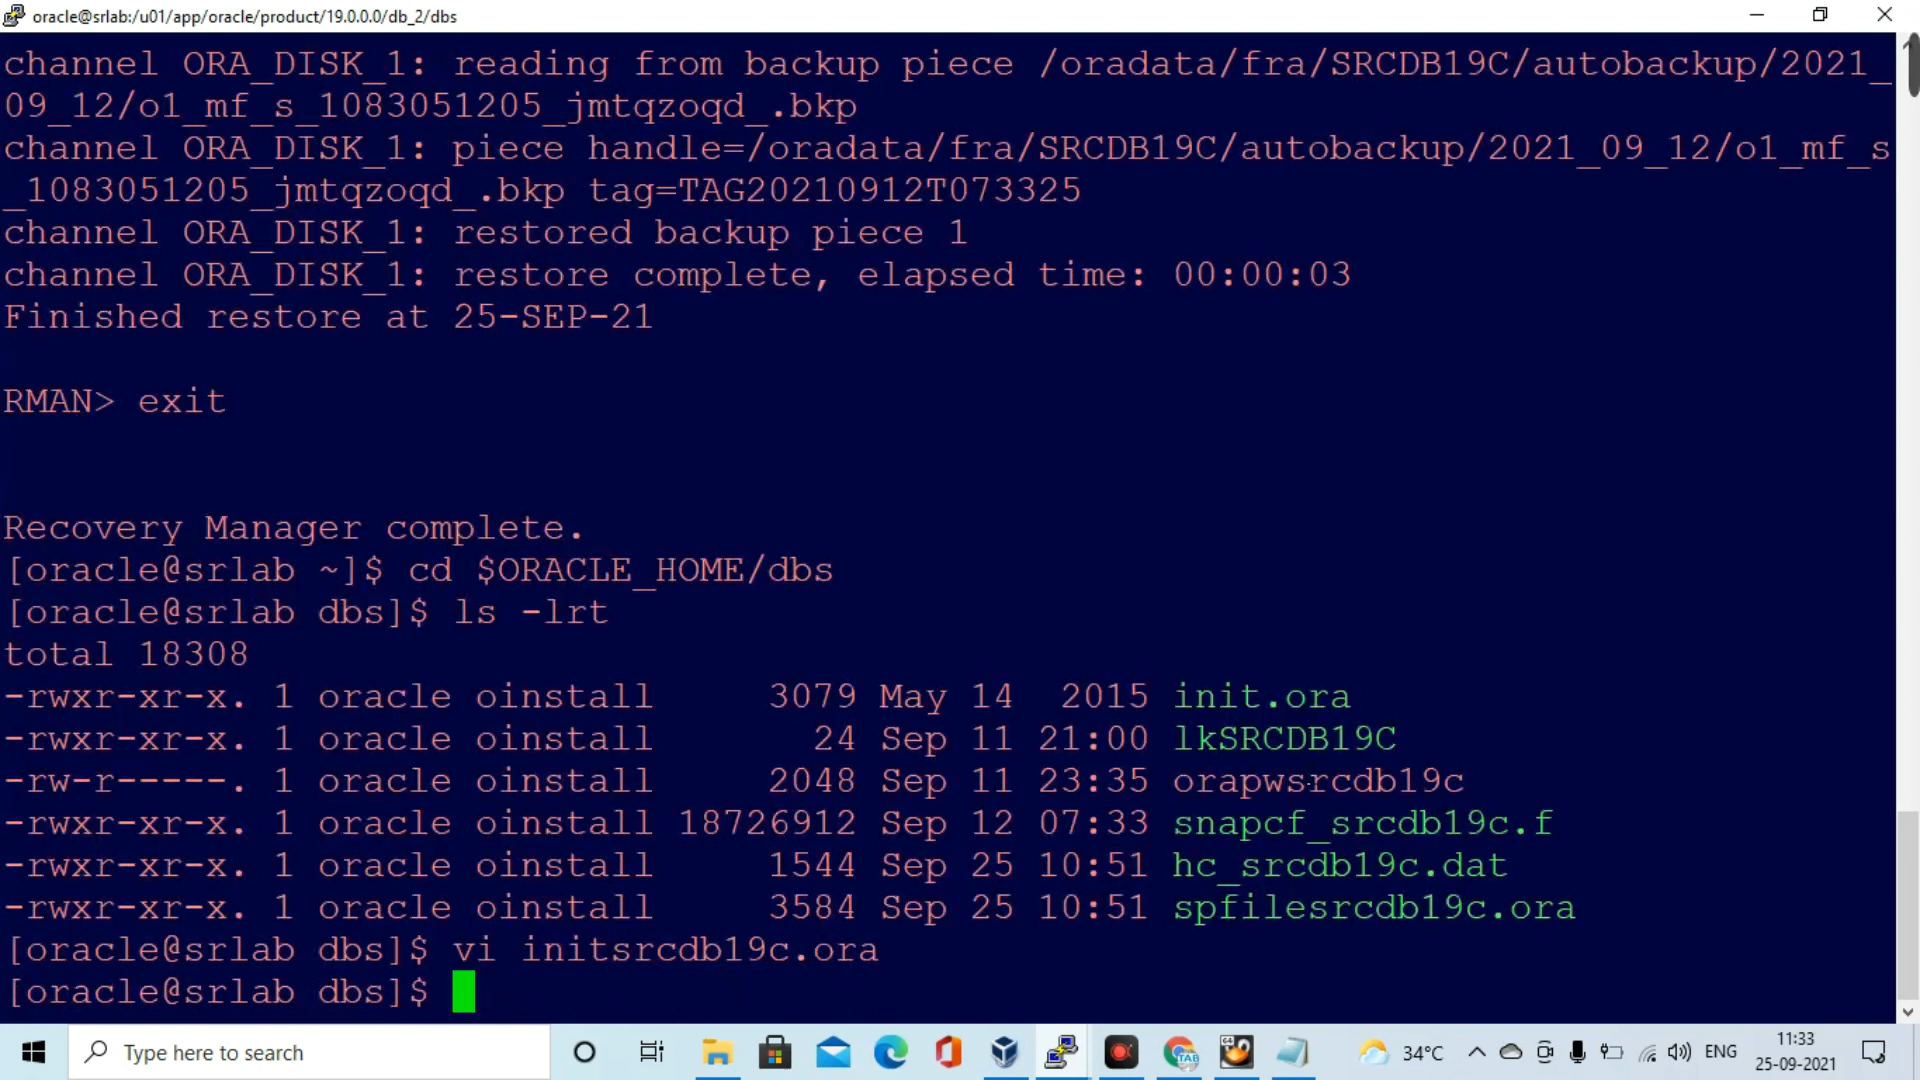 oracle@srlab:/u01/app/oracle/product/19.0.0.0/db_2/dbs
channel ORA_DISK_1: reading from backup piece /oradata/fra/SRCDB19C/autobackup/2021_
09_12/o1_mf_s_1083051205_jmtqzoqd_.bkp
channel ORA_DISK_1: piece handle=/oradata/fra/SRCDB19C/autobackup/2021_09_12/o1_mf_s
_1083051205_jmtqzoqd_.bkp tag=TAG20210912T073325
channel ORA_DISK_1: restored backup piece 1
channel ORA_DISK_1: restore complete, elapsed time: 00:00:03
Finished restore at 25-SEP-21
RMAN> exit
Recovery Manager complete.
[oracle@srlab ~]$ cd $ORACLE_HOME/dbs
[oracle@srlab dbs]$ ls -lrt
total 18308
-rwxr-xr-x. 1 oracle oinstall     3079 May 14  2015 init.ora
-rwxr-xr-x. 1 oracle oinstall       24 Sep 11 21:00 lkSRCDB19C
-rw-r-----. 1 oracle oinstall     2048 Sep 11 23:35 orapwsrcdb19c
-rwxr-xr-x. 1 oracle oinstall 18726912 Sep 12 07:33 snapcf_srcdb19c.f
-rwxr-xr-x. 1 oracle oinstall     1544 Sep 25 10:51 hc_srcdb19c.dat
-rwxr-xr-x. 1 oracle oinstall     3584 Sep 25 10:51 spfilesrcdb19c.ora
[oracle@srlab dbs]$ vi initsrcdb19c.ora
[oracle@srlab dbs]$
Type here to search
34°C
ENG
11:33
25-09-2021